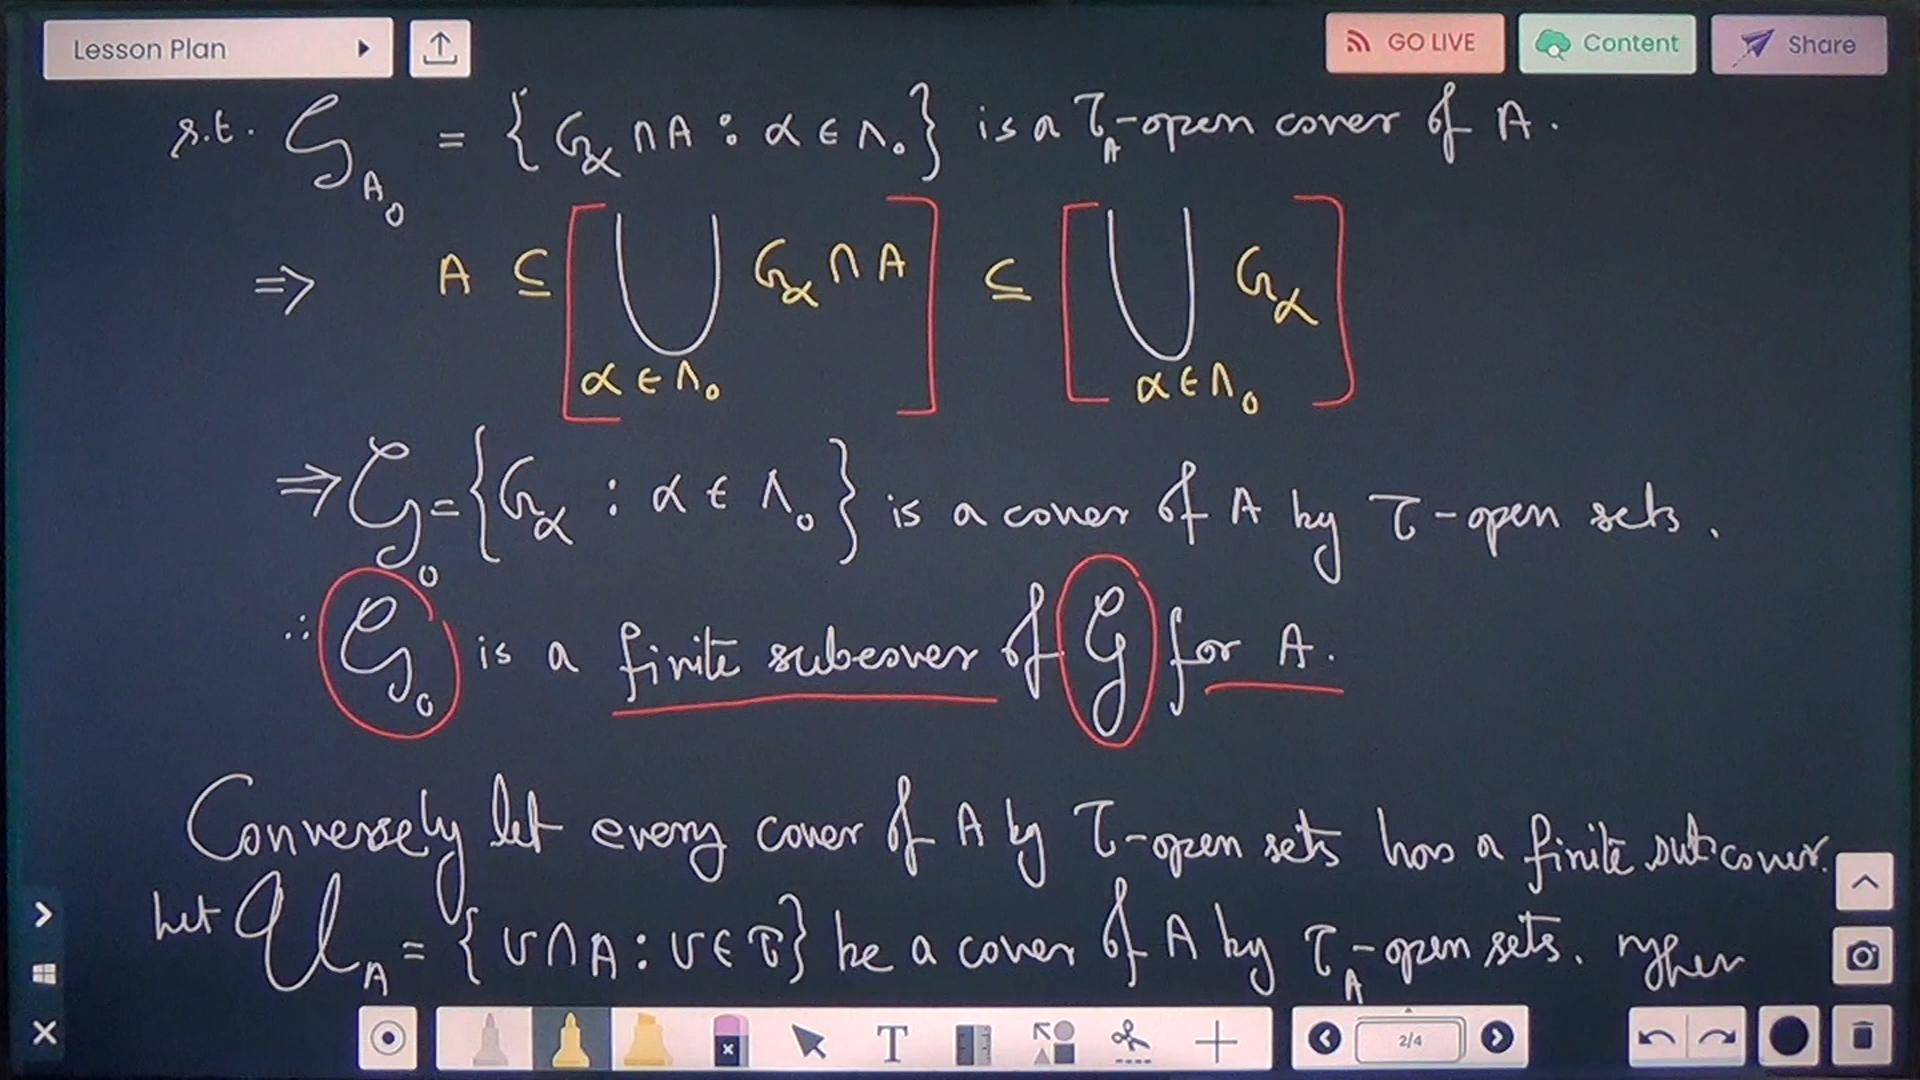 Lesson Plan
GO LIVE
Content
Share
s.t. 𝒢_{A_0} = {G_α ∩ A : α ∈ Λ_0} is a τ_A-open cover of A.
⇒ A ⊆ [⋃_{α ∈ Λ_0} G_α ∩ A] ⊆ [⋃_{α ∈ Λ_0} G_α]
⇒ 𝒢_0 = {G_α : α ∈ Λ_0} is a cover of A by τ-open sets.
∴ 𝒢_0 is a finite subcover of 𝒢 for A.
Conversely let every cover of A by τ-open sets has a finite subcover.
Let 𝒰_A = {U ∩ A : U ∈ τ} be a cover of A by τ_A-open sets.
2/4